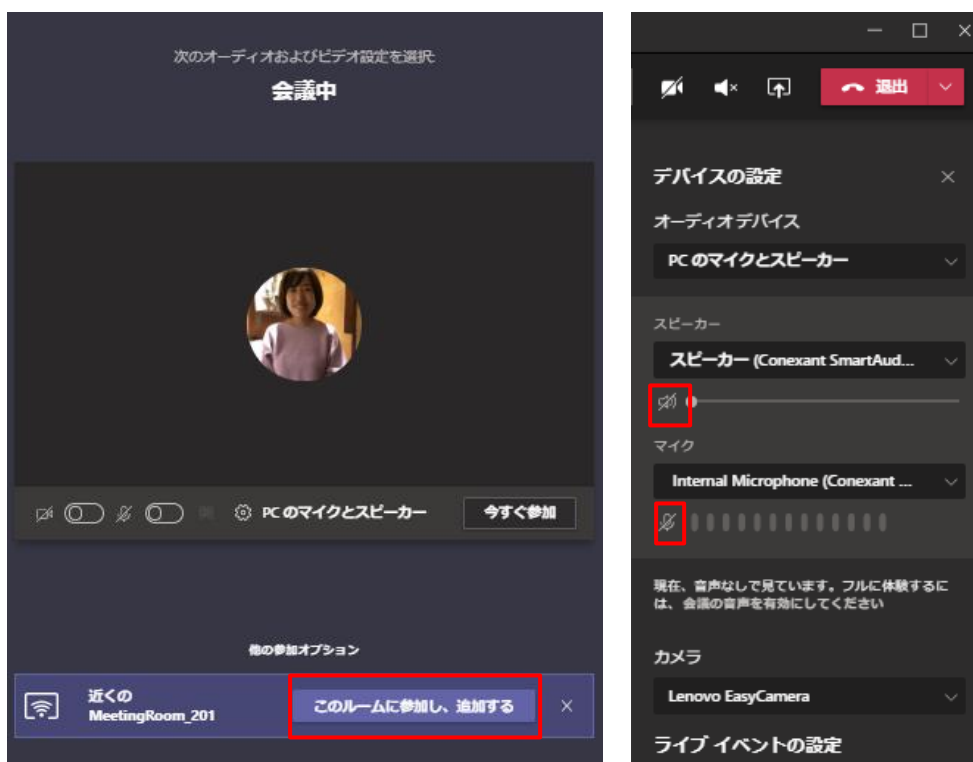 次のオーディオおよびビデオ設定を選択:
会議中
PC のマイクとスピーカー
今すぐ参加
他の参加オプション
近くの
MeetingRoom_201
このルームに参加し、追加する
退出
デバイスの設定
オーディオ デバイス
PC のマイクとスピーカー
スピーカー
スピーカー (Conexant SmartAud...
マイク
Internal Microphone (Conexant ...
現在、音声なしで見ています。フルに体験するに
は、会議の音声を有効にしてください
カメラ
Lenovo EasyCamera
ライブ イベントの設定